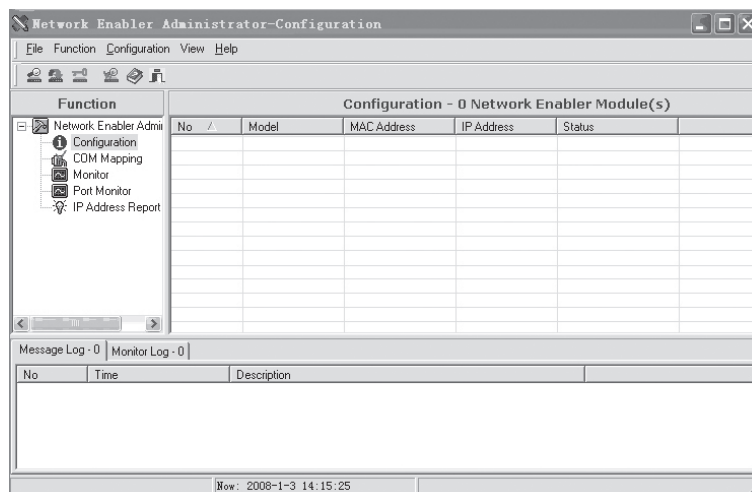 Network Enabler Administrator-Configuration
File Function Configuration View Help
Function
Configuration - 0 Network Enabler Module(s)
Network Enabler Admi
Configuration
COM Mapping
Monitor
Port Monitor
IP Address Report
No Model MAC Address IP Address Status
Message Log - 0 Monitor Log - 0
No Time Description
Now: 2008-1-3 14:15:25